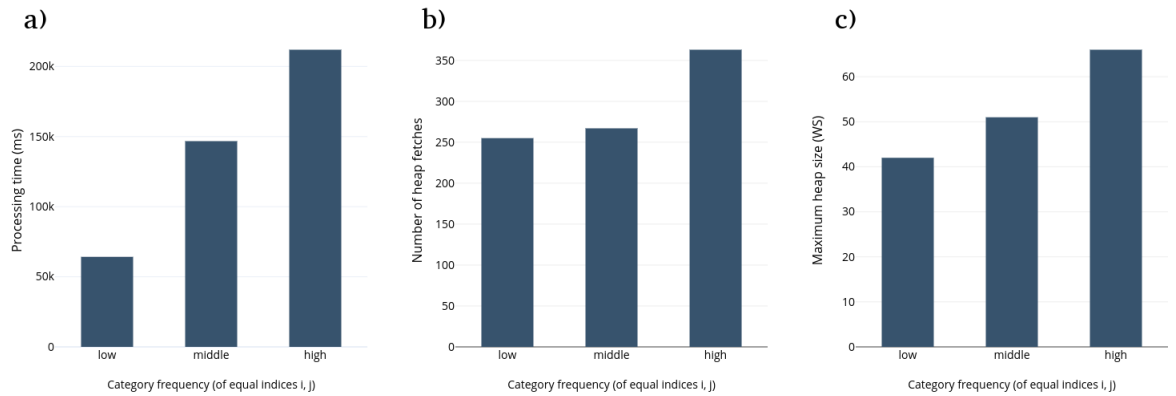 a)
Processing time (ms)
200k
150k
100k
50k
0
low
middle
high
Category frequency (of equal indices i, j)
b)
Number of heap fetches
350
300
250
200
150
100
50
0
low
middle
high
Category frequency (of equal indices i, j)
c)
Maximum heap size (WS)
60
50
40
30
20
10
0
low
middle
high
Category frequency (of equal indices i, j)